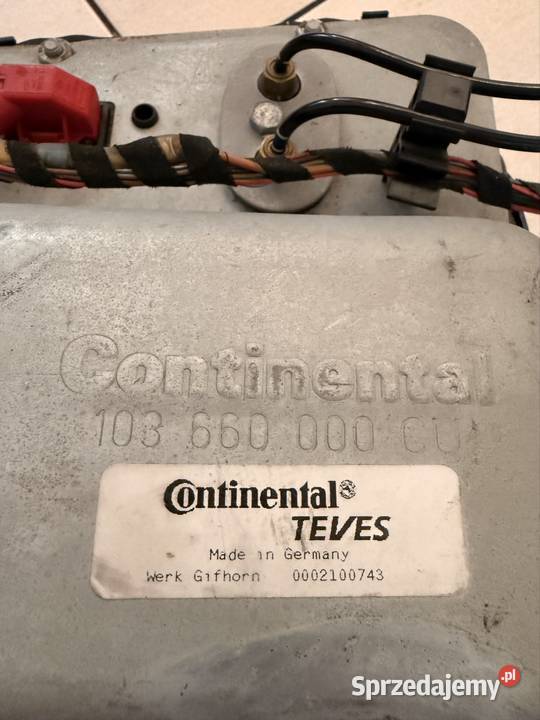 Continental
103 660 000 CU
Continental
TEVES
Made in Germany
Werk Gifhorn 0002100743
Sprzedajemy.pl